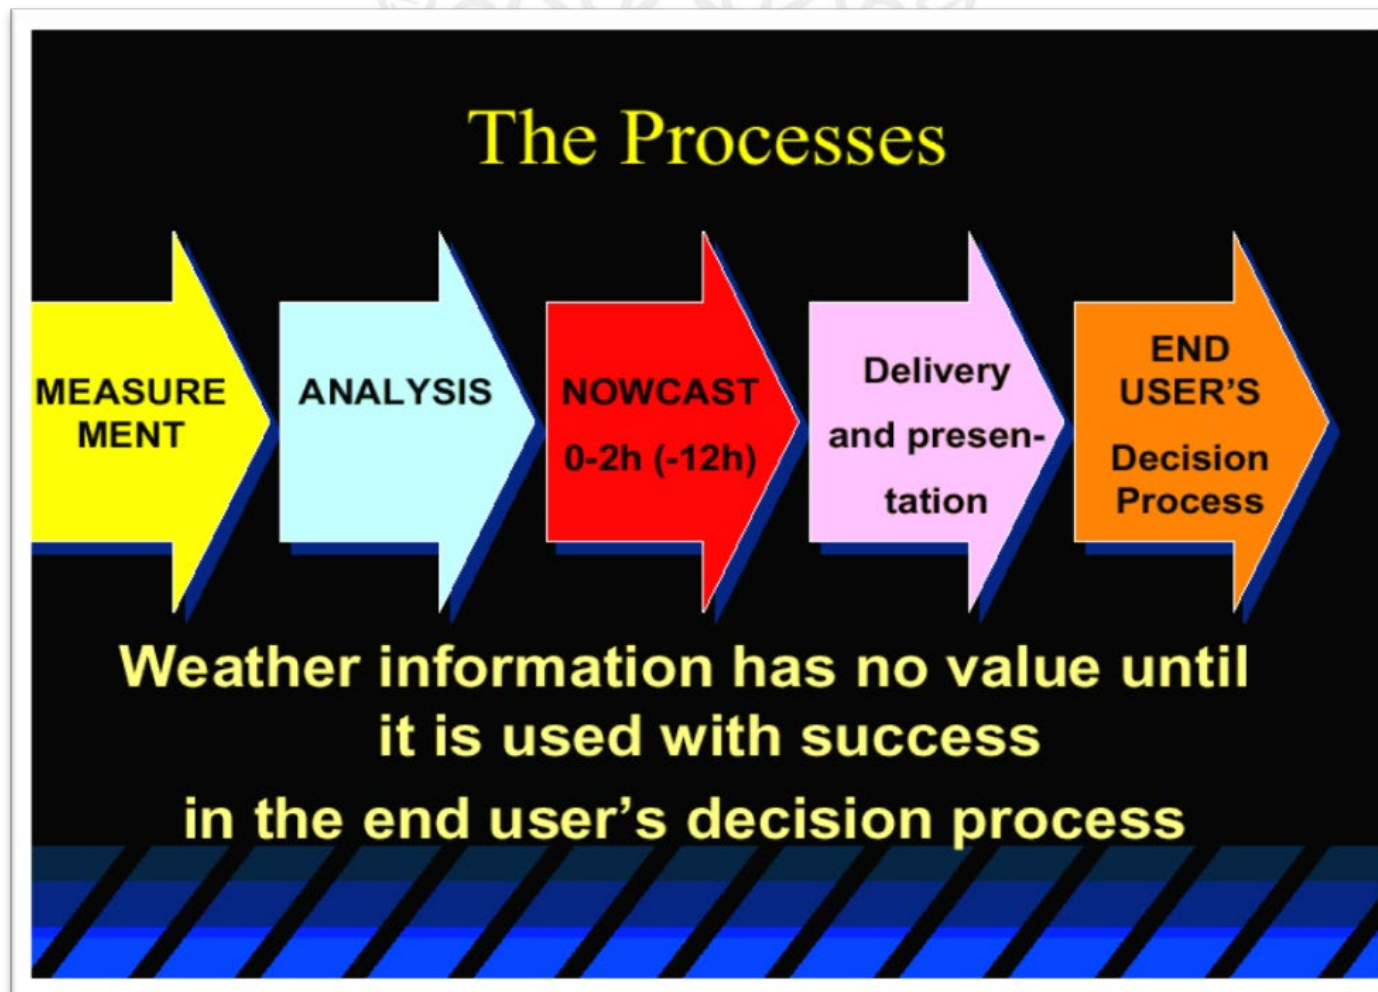 The Processes
MEASURE
MENT
ANALYSIS
NOWCAST
0-2h (-12h)
Delivery
and presen-
tation
END
USER’S
Decision
Process
Weather information has no value until
it is used with success
in the end user’s decision process